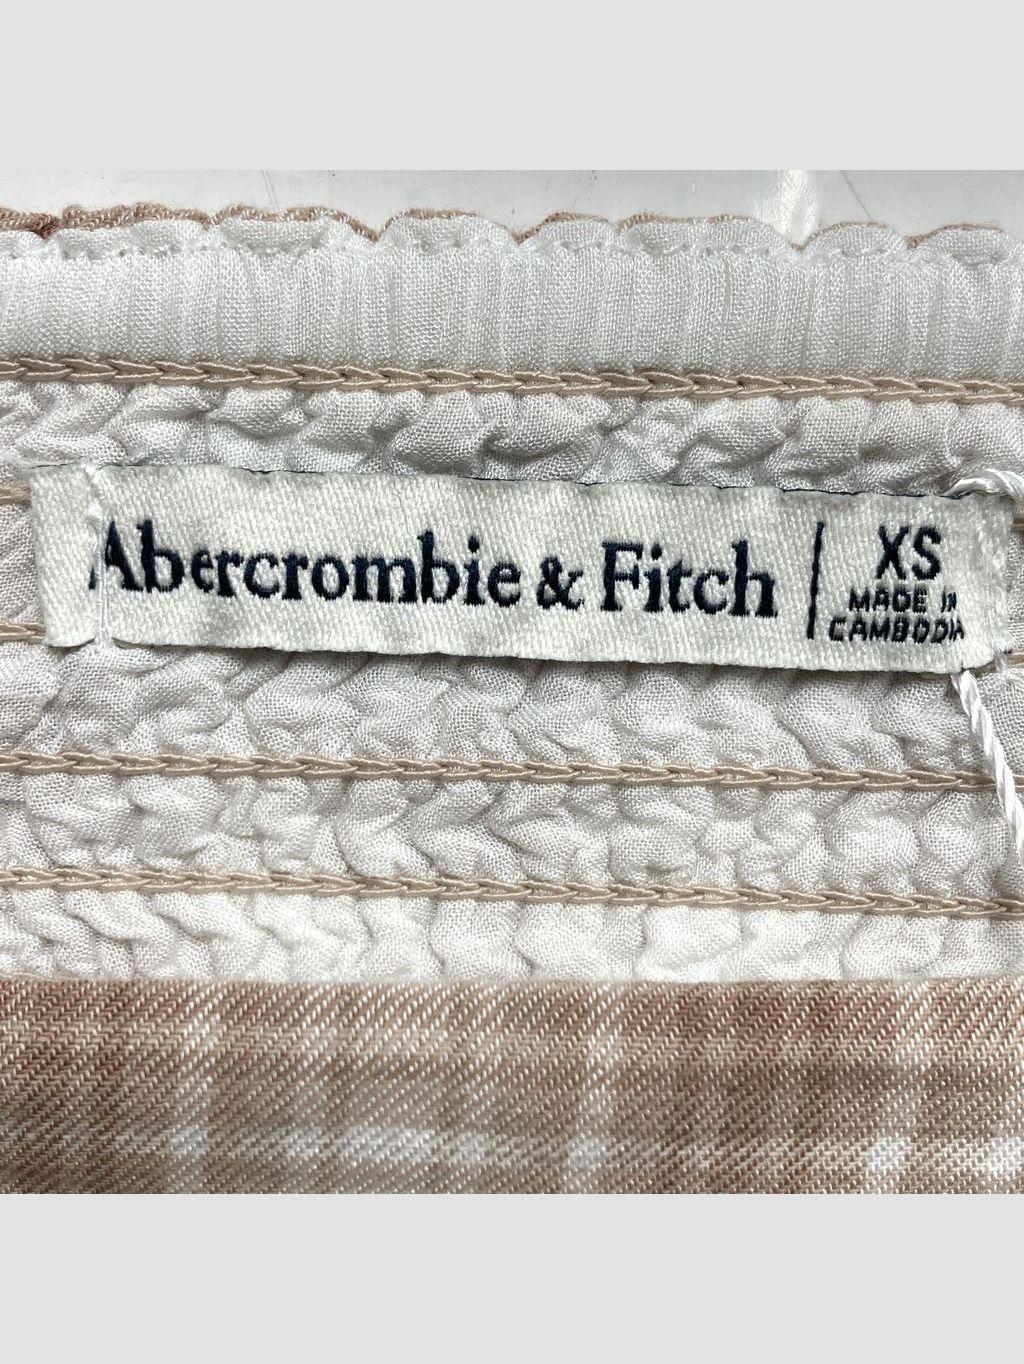 Abercrombie & Fitch
XS
MADE IN
CAMBODIA